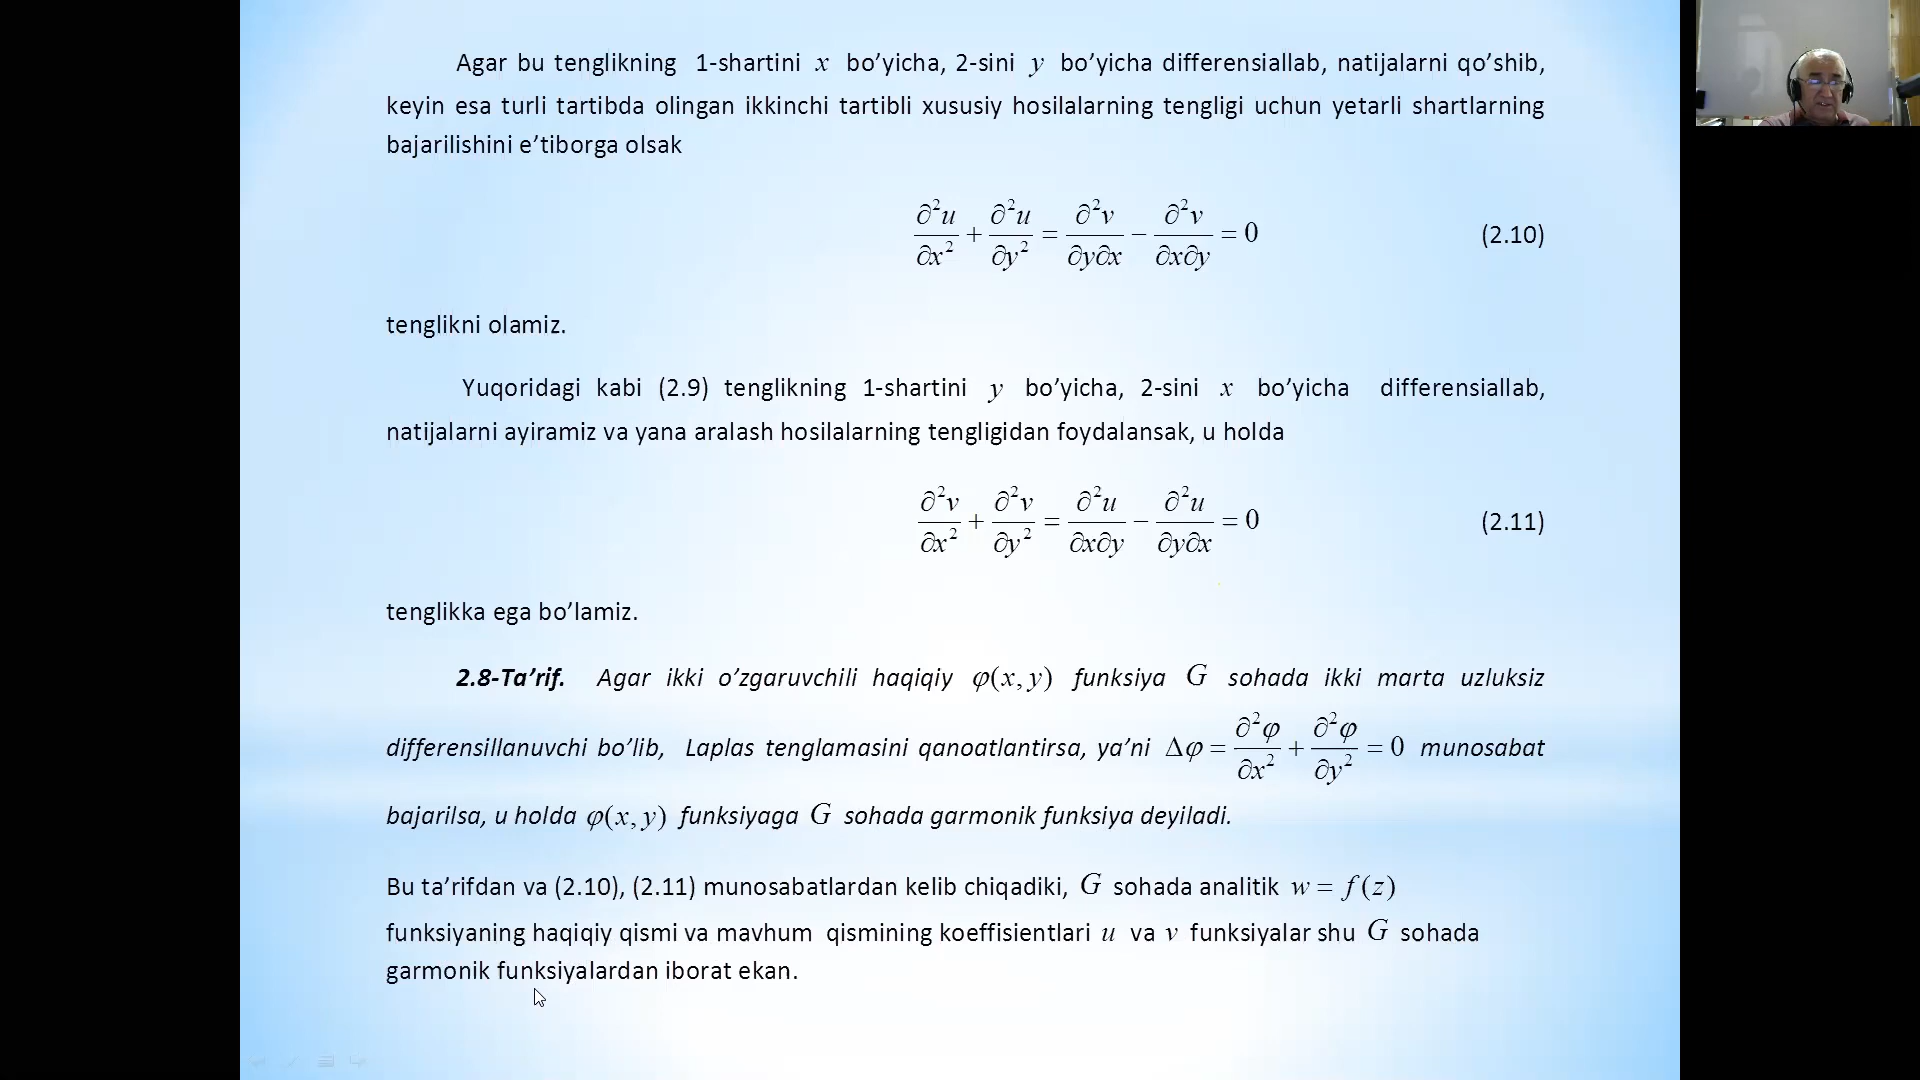 Agar bu tenglikning 1-shartini x bo’yicha, 2-sini y bo’yicha differensiallab, natijalarni qo’shib,
keyin esa turli tartibda olingan ikkinchi tartibli xususiy hosilalarning tengligi uchun yetarli shartlarning
bajarilishini e’tiborga olsak
∂²u/∂x² + ∂²u/∂y² = ∂²v/∂y∂x − ∂²v/∂x∂y = 0 (2.10)
tenglikni olamiz.
Yuqoridagi kabi (2.9) tenglikning 1-shartini y bo’yicha, 2-sini x bo’yicha differensiallab,
natijalarni ayiramiz va yana aralash hosilalarning tengligidan foydalansak, u holda
∂²v/∂x² + ∂²v/∂y² = ∂²u/∂x∂y − ∂²u/∂y∂x = 0 (2.11)
tenglikka ega bo’lamiz.
2.8-Ta’rif. Agar ikki o’zgaruvchili haqiqiy φ(x, y) funksiya G sohada ikki marta uzluksiz
differensillanuvchi bo’lib, Laplas tenglamasini qanoatlantirsa, ya’ni Δφ = ∂²φ/∂x² + ∂²φ/∂y² = 0 munosabat
bajarilsa, u holda φ(x, y) funksiyaga G sohada garmonik funksiya deyiladi.
Bu ta’rifdan va (2.10), (2.11) munosabatlardan kelib chiqadiki, G sohada analitik w = f(z)
funksiyaning haqiqiy qismi va mavhum qismining koeffisientlari u va v funksiyalar shu G sohada
garmonik funksiyalardan iborat ekan.